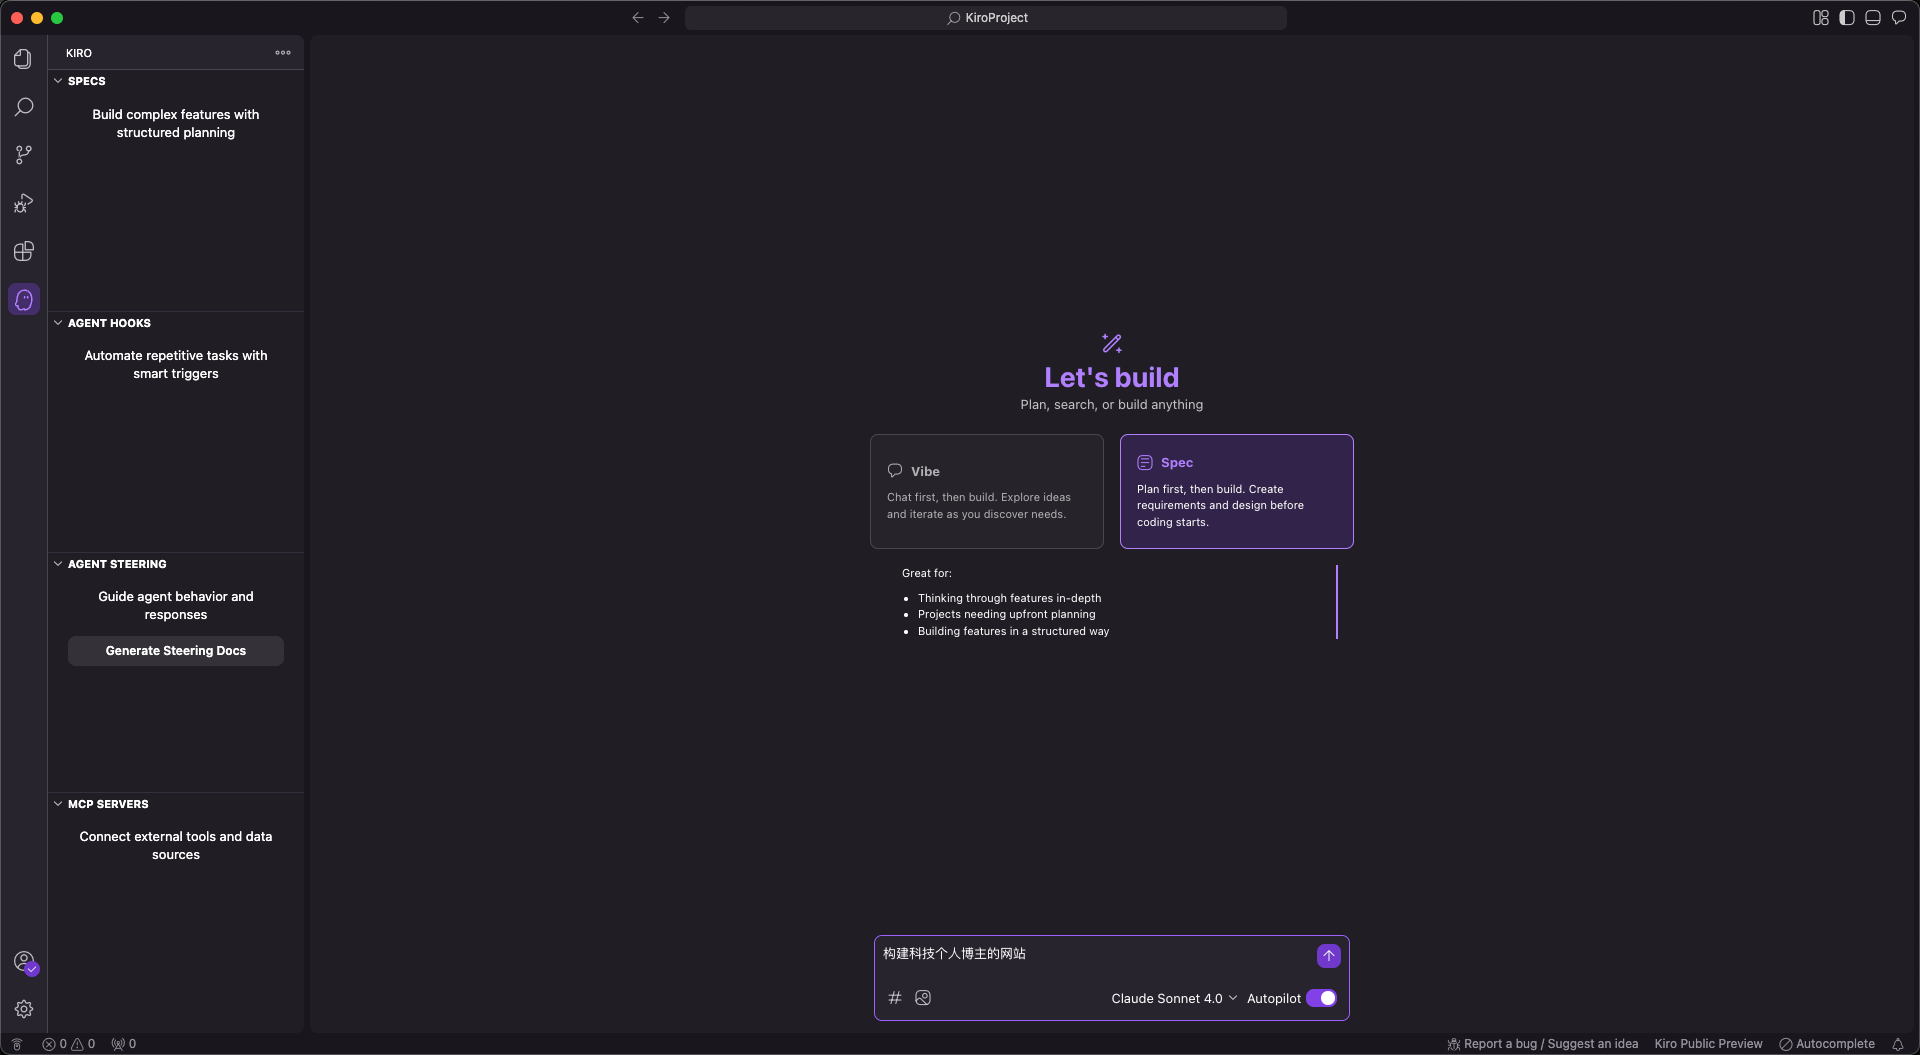 KiroProject
KIRO
SPECS
Build complex features with
structured planning
AGENT HOOKS
Automate repetitive tasks with
smart triggers
AGENT STEERING
Guide agent behavior and
responses
Generate Steering Docs
MCP SERVERS
Connect external tools and data
sources
Let's build
Plan, search, or build anything
Vibe
Chat first, then build. Explore ideas
and iterate as you discover needs.
Spec
Plan first, then build. Create
requirements and design before
coding starts.
Great for:
• Thinking through features in-depth
• Projects needing upfront planning
• Building features in a structured way
构建科技个人博主的网站
Claude Sonnet 4.0
Autopilot
0 0 0
Report a bug / Suggest an idea
Kiro Public Preview
Autocomplete